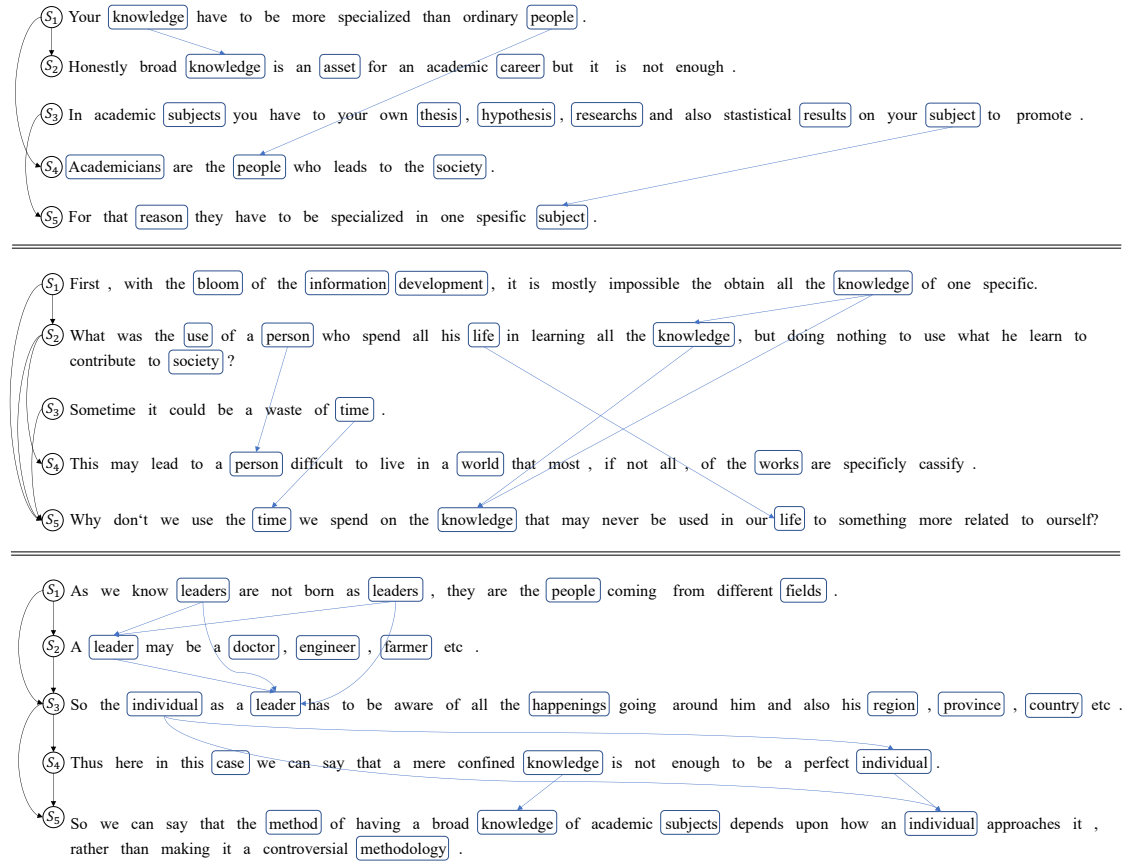 S1 Your knowledge have to be more specialized than ordinary people .
S2 Honestly broad knowledge is an asset for an academic career but it is not enough .
S3 In academic subjects you have to your own thesis , hypothesis , researchs and also stastistical results on your subject to promote .
S4 Academicians are the people who leads to the society .
S5 For that reason they have to be specialized in one spesific subject .
S1 First , with the bloom of the information development , it is mostly impossible the obtain all the knowledge of one specific.
S2 What was the use of a person who spend all his life in learning all the knowledge , but doing nothing to use what he learn to
contribute to society ?
S3 Sometime it could be a waste of time .
S4 This may lead to a person difficult to live in a world that most , if not all , of the works are specificly cassify .
S5 Why don‘t we use the time we spend on the knowledge that may never be used in our life to something more related to ourself?
S1 As we know leaders are not born as leaders , they are the people coming from different fields .
S2 A leader may be a doctor , engineer , farmer etc .
S3 So the individual as a leader has to be aware of all the happenings going around him and also his region , province , country etc .
S4 Thus here in this case we can say that a mere confined knowledge is not enough to be a perfect individual .
S5 So we can say that the method of having a broad knowledge of academic subjects depends upon how an individual approaches it ,
rather than making it a controversial methodology .